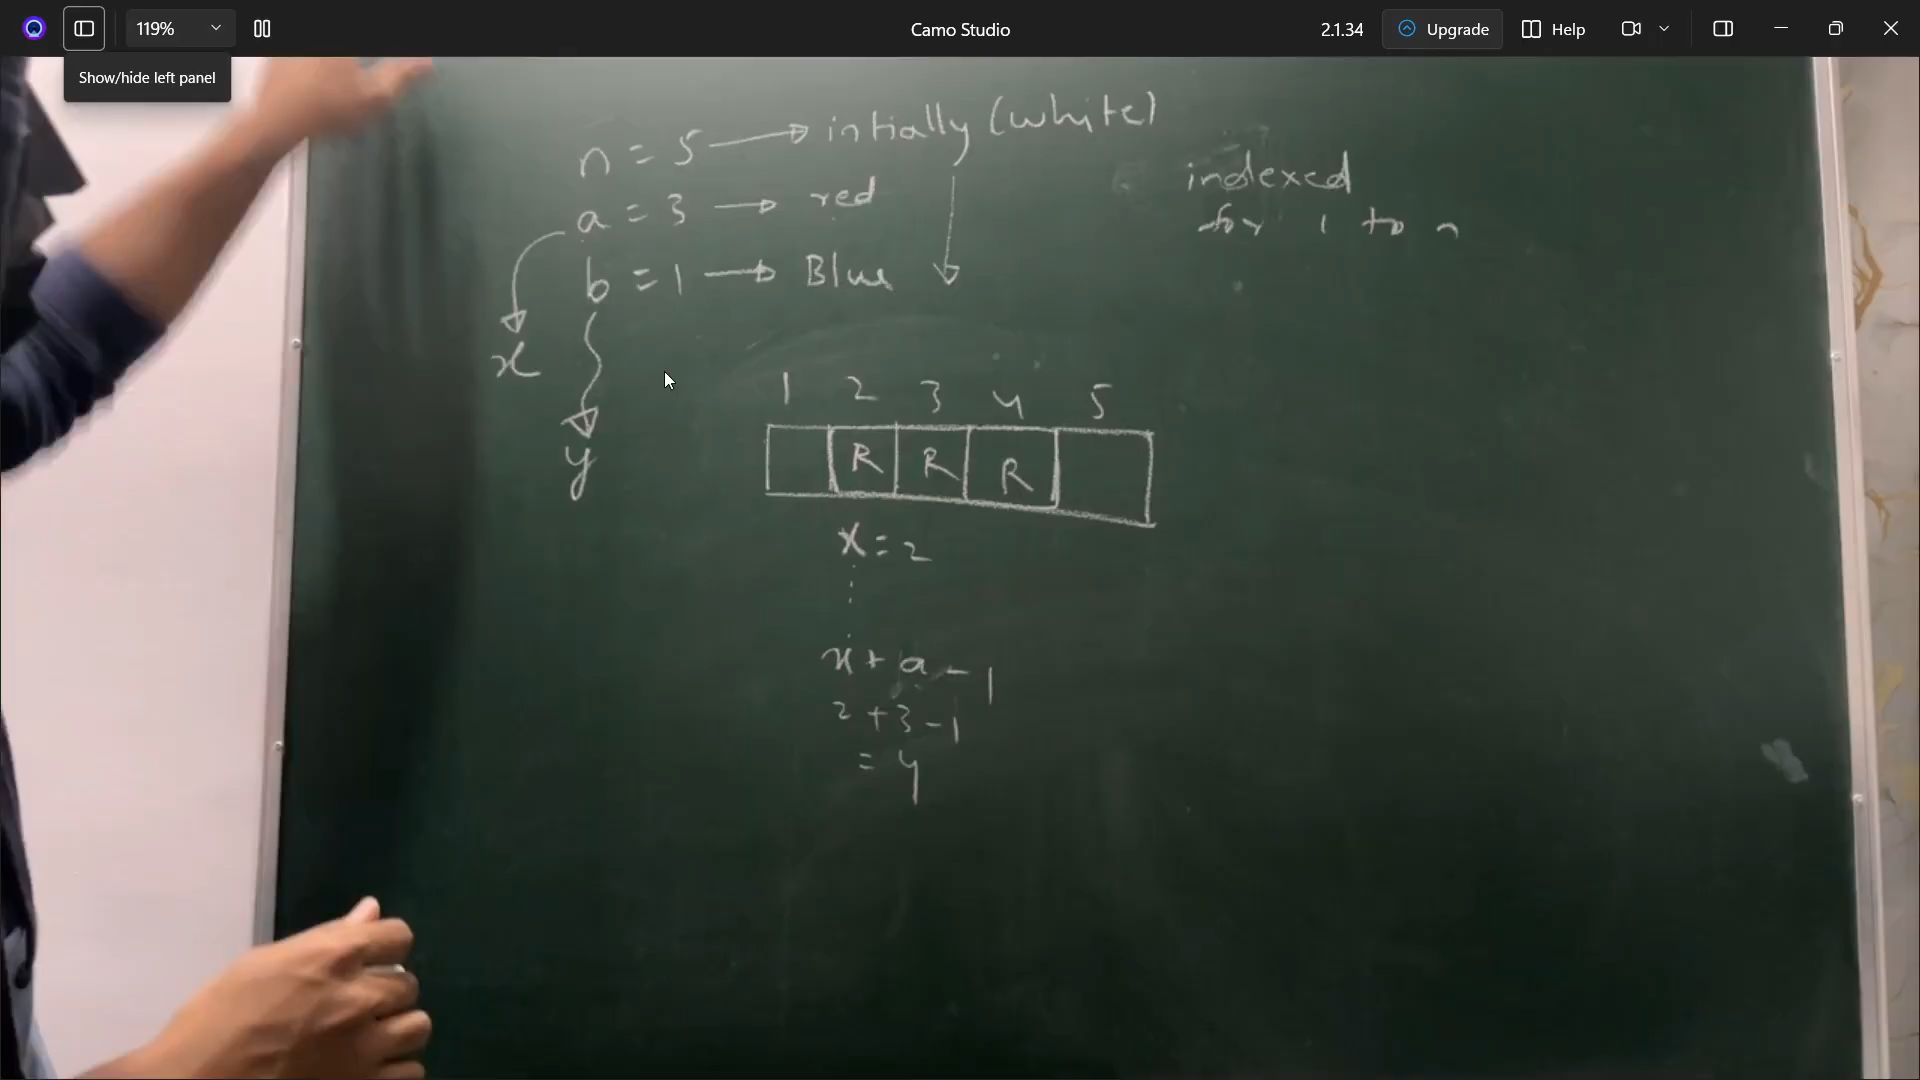 119%
Camo Studio
2.1.34
Upgrade
Help
Show/hide left panel
n = 5 → intially (white)
a = 3 → red
b = 1 → Blue
x
y
indexed
for 1 to n
1 2 3 4 5
R R R
x = 2
x + a - 1
2 + 3 - 1
= 4